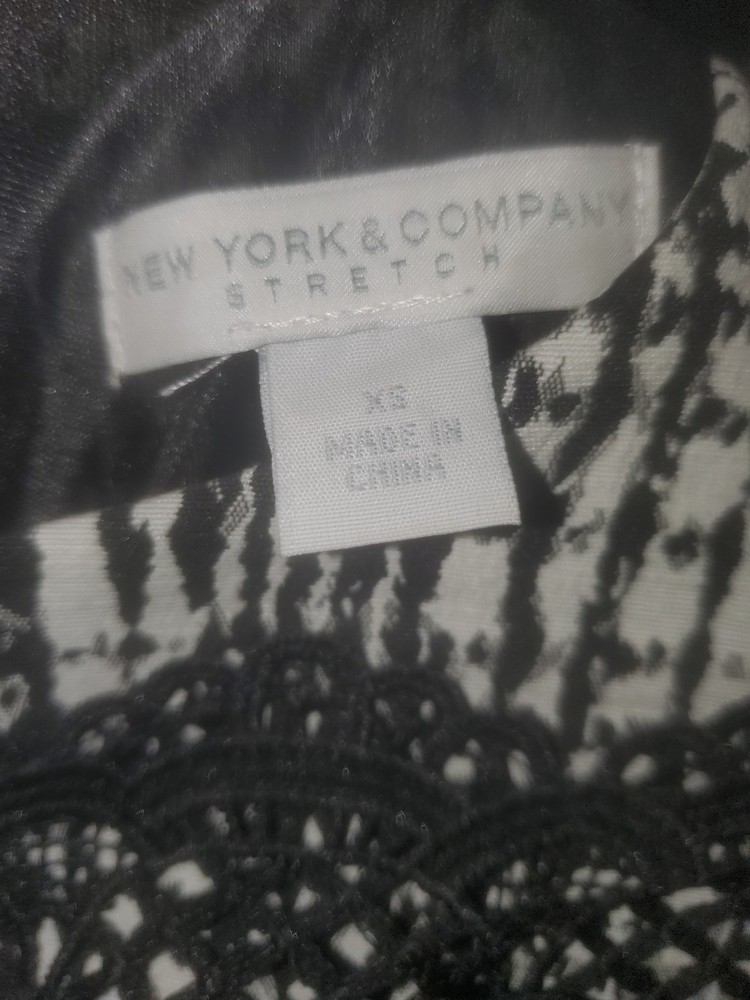 NEW YORK & COMPANY
STRETCH
XS
MADE IN
CHINA